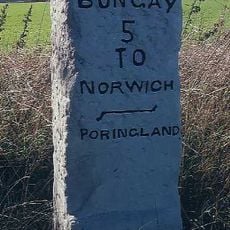 BUNGAY
5
TO
NORWICH
PORINGLAND